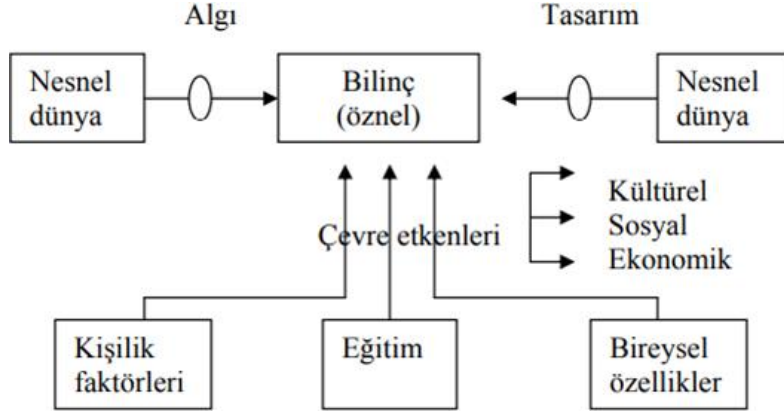 Algı
Tasarım
Nesnel
dünya
Bilinç
(öznel)
Nesnel
dünya
Çevre etkenleri
Kültürel
Sosyal
Ekonomik
Kişilik
faktörleri
Eğitim
Bireysel
özellikler